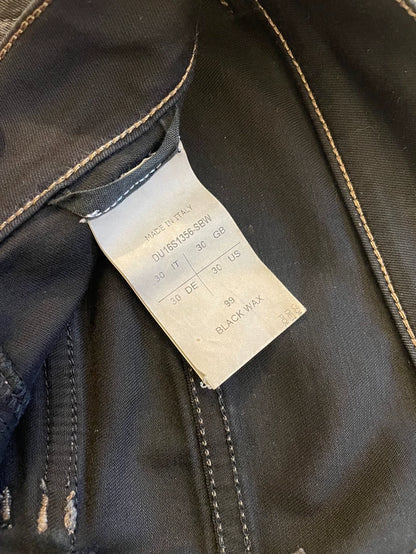 MADE IN ITALY
DU16S1356-SBW
30 IT 30 GB
30 DE 30 US
99
BLACK WAX